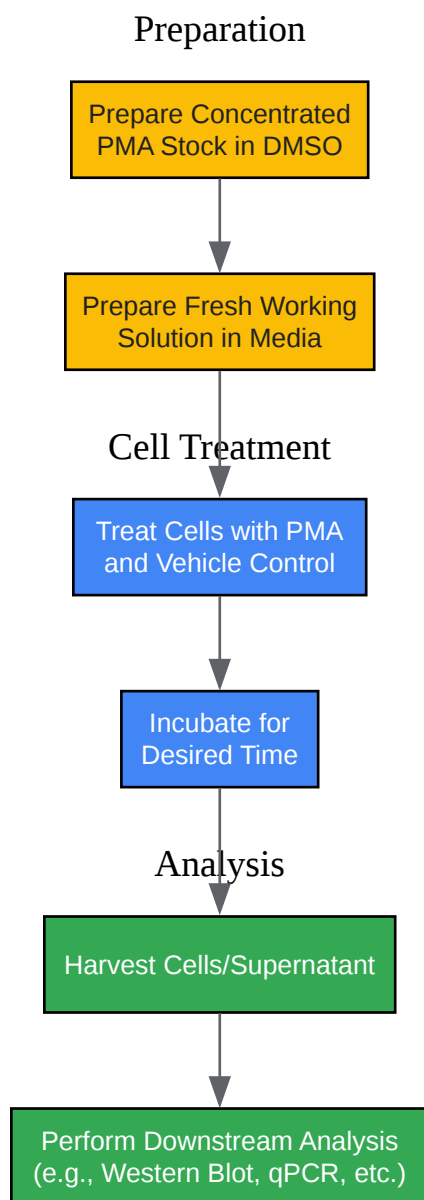 Preparation
Prepare Concentrated
PMA Stock in DMSO
Prepare Fresh Working
Solution in Media
Cell Treatment
Treat Cells with PMA
and Vehicle Control
Incubate for
Desired Time
Analysis
Harvest Cells/Supernatant
Perform Downstream Analysis
(e.g., Western Blot, qPCR, etc.)